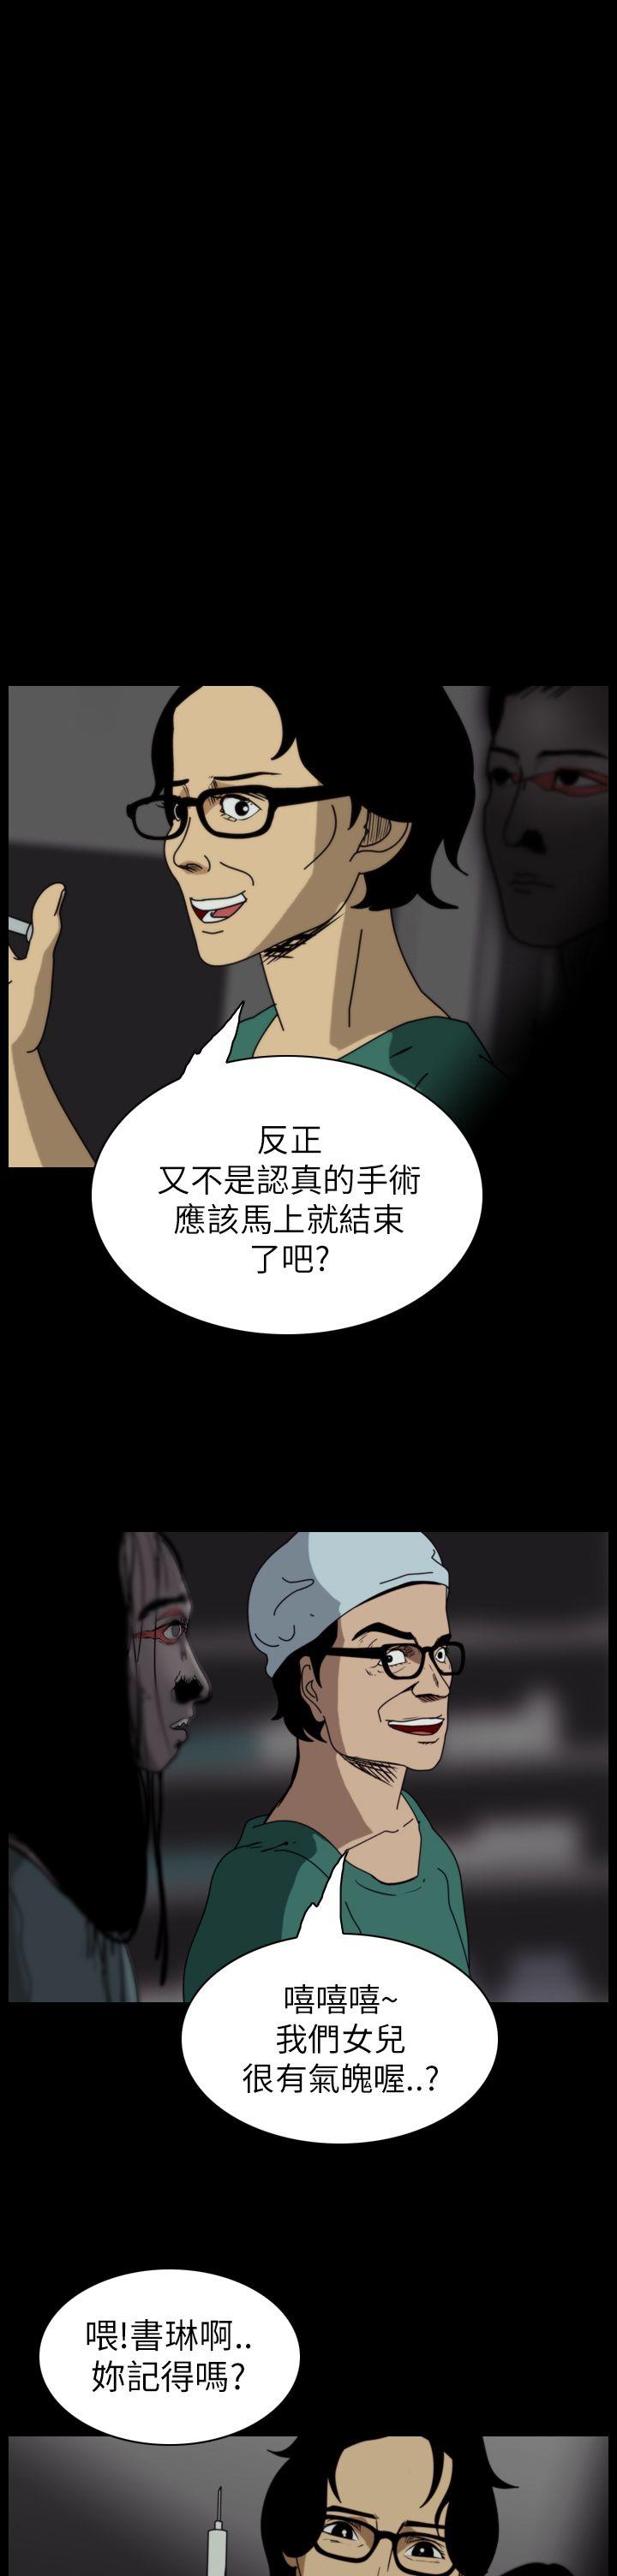 反正
又不是認真的手術
應該馬上就結束
了吧?
嘻嘻嘻~
我們女兒
很有氣魄喔..?
喂!書琳啊..
妳記得嗎?